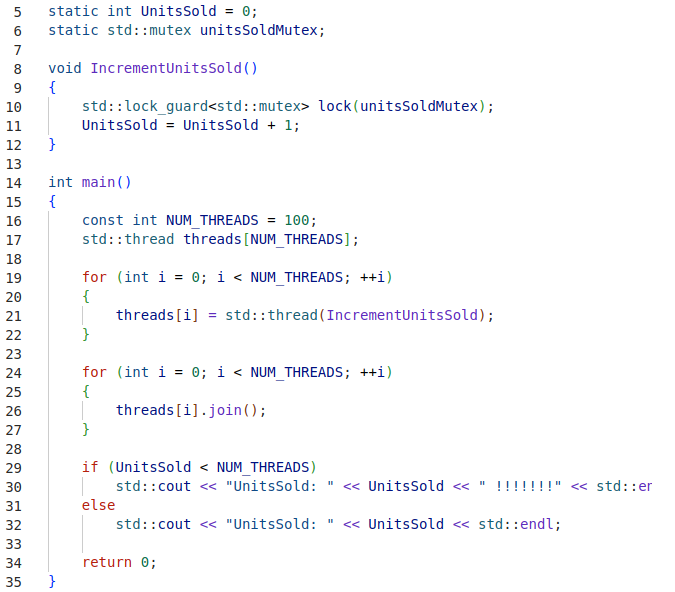 5 static int UnitsSold = 0;
6 static std::mutex unitsSoldMutex;
7
8 void IncrementUnitsSold()
9 {
10 std::lock_guard<std::mutex> lock(unitsSoldMutex);
11 UnitsSold = UnitsSold + 1;
12 }
13
14 int main()
15 {
16 const int NUM_THREADS = 100;
17 std::thread threads[NUM_THREADS];
18
19 for (int i = 0; i < NUM_THREADS; ++i)
20 {
21 threads[i] = std::thread(IncrementUnitsSold);
22 }
23
24 for (int i = 0; i < NUM_THREADS; ++i)
25 {
26 threads[i].join();
27 }
28
29 if (UnitsSold < NUM_THREADS)
30 std::cout << "UnitsSold: " << UnitsSold << " !!!!!!!" << std::er
31 else
32 std::cout << "UnitsSold: " << UnitsSold << std::endl;
33
34 return 0;
35 }